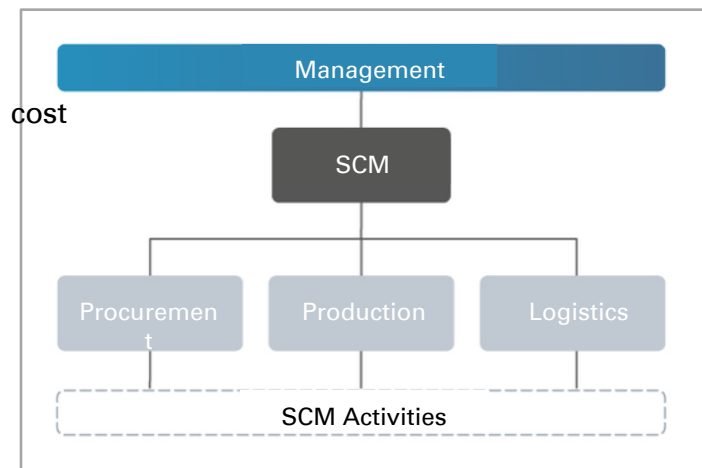 Management
cost
SCM
Procuremen
t
Production
Logistics
SCM Activities